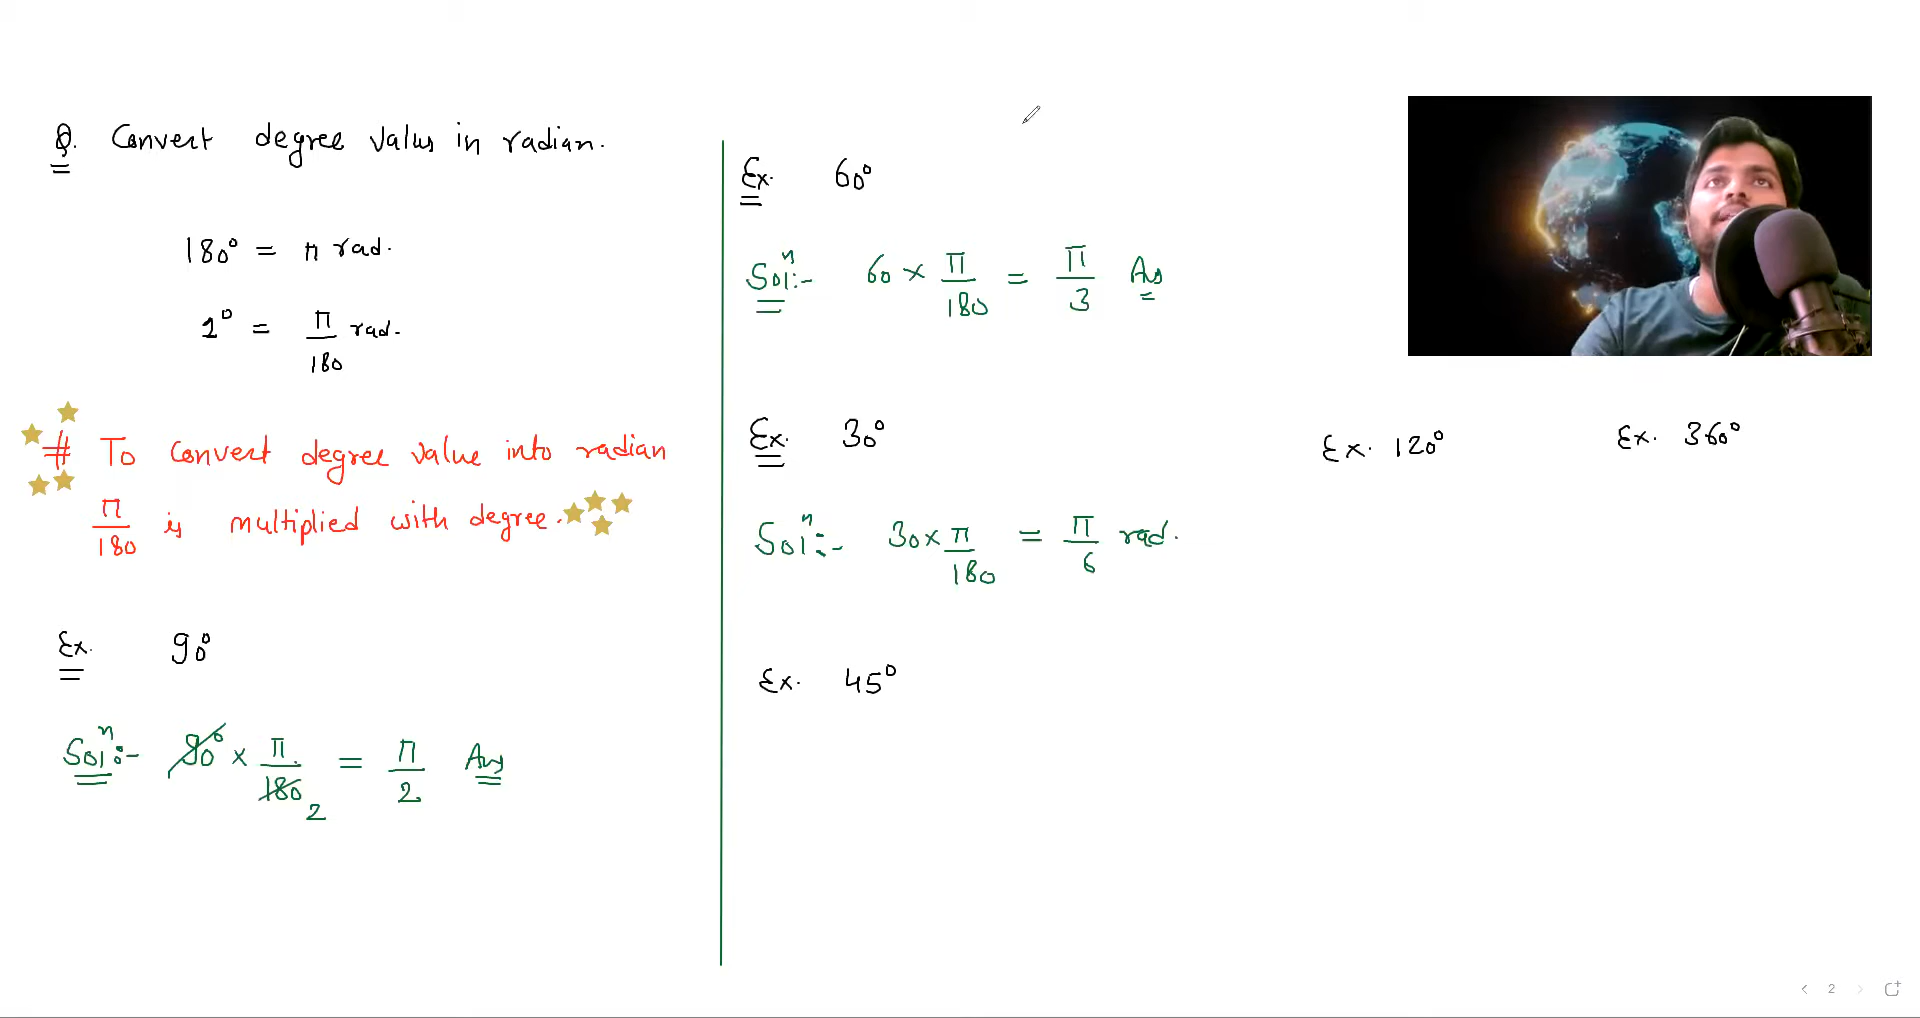 Q. Convert degree value in radian.
180° = π rad.
1° = π/180 rad.
# To convert degree value into radian
π/180 is multiplied with degree.
Ex. 90°
Solⁿ:- 90° × π/180 2 = π/2 Ans
Ex. 60°
Solⁿ:- 60 × π/180 = π/3 Ans
Ex. 30°
Solⁿ:- 30 × π/180 = π/6 rad.
Ex. 45°
Ex. 120°
Ex. 360°
2